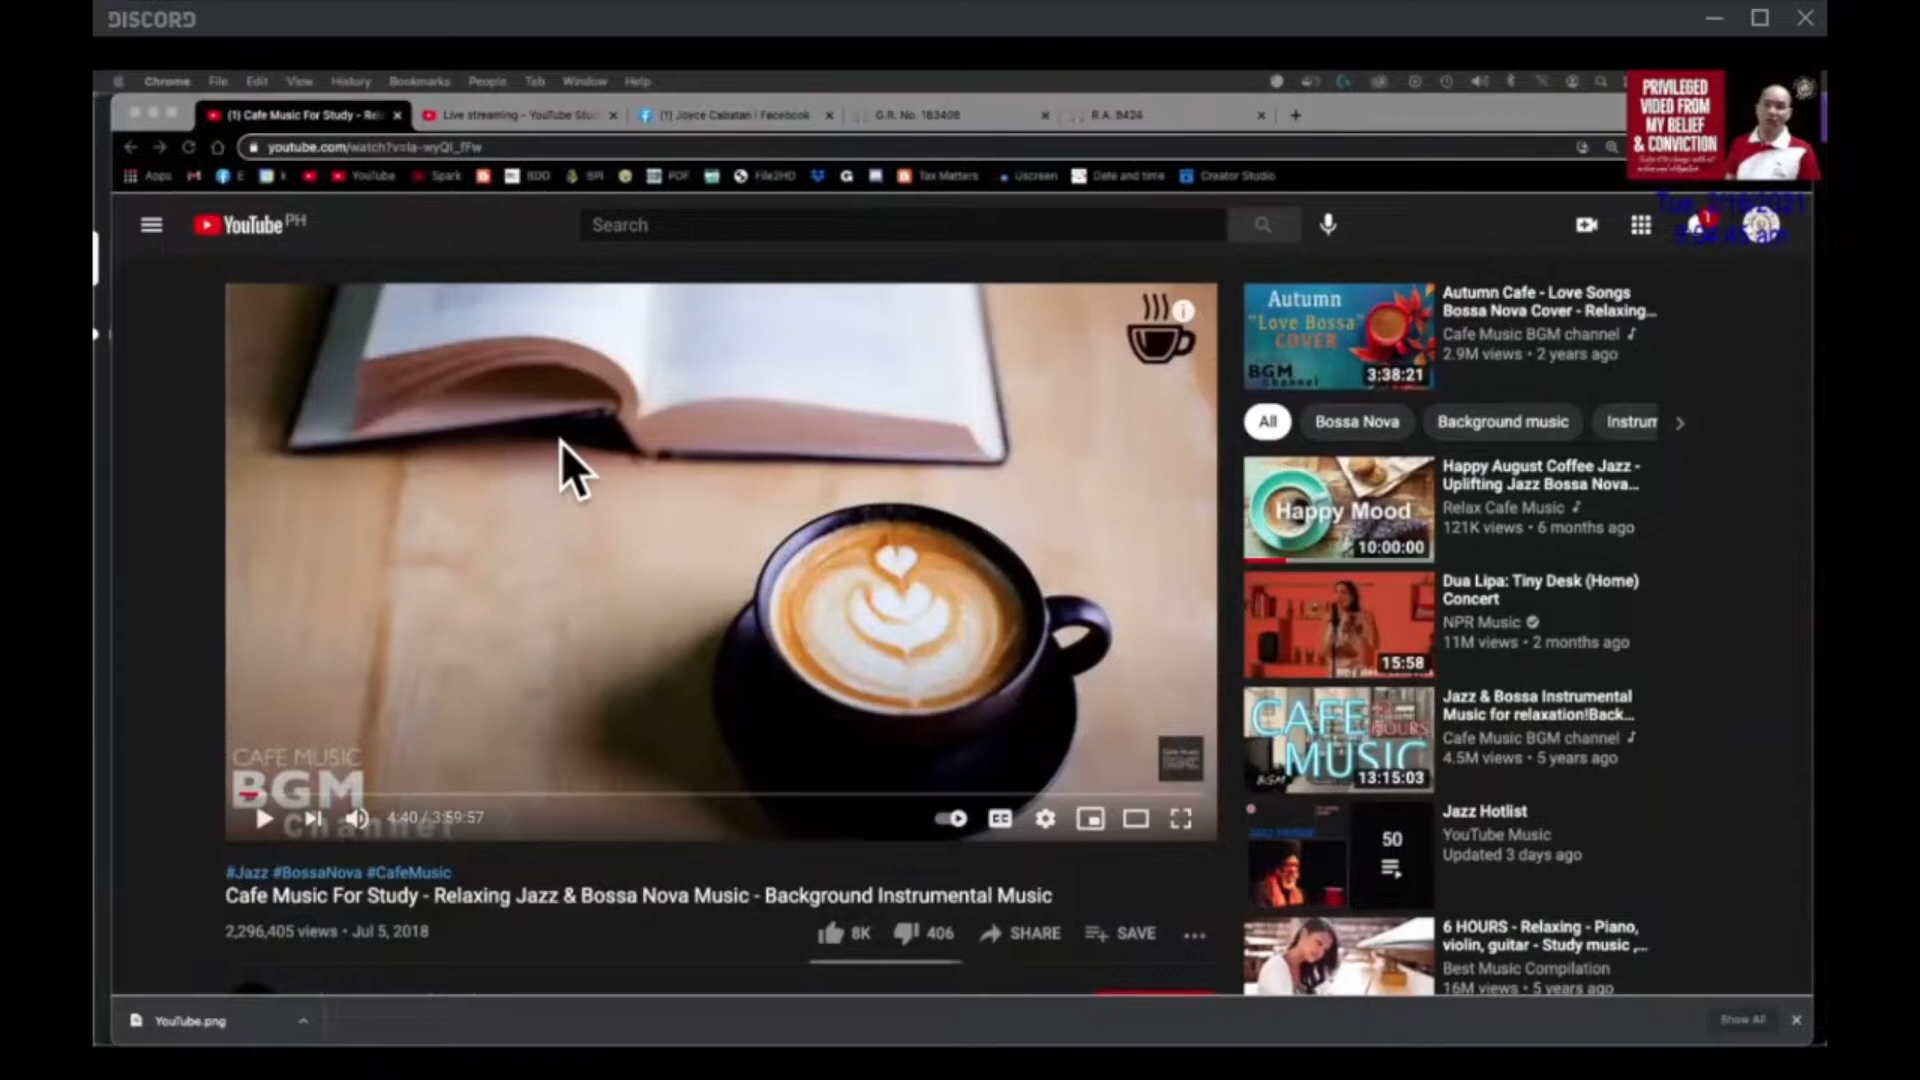 DISCORD
Chrome File Edit View History Bookmarks People Tab Window Help
(1) Cafe Music For Study - Rel
Live streaming - YouTube Stu
(1) Joyce Cabatan | Facebook
G.R. No. 183408
R.A. 8424
youtube.com/watch?v=
Apps
E
k
YouTube
Spark
BDO
BPI
PDF
File2HD
G
Tax Matters
Uscreen
Date and time
Creator Studio
PRIVILEGED
VIDEO FROM
MY BELIEF
& CONVICTION
YouTube PH
Search
1
Autumn
"Love Bossa"
COVER
BGM
Channel
3:38:21
Autumn Cafe - Love Songs
Bossa Nova Cover - Relaxing...
Cafe Music BGM channel
2.9M views • 2 years ago
All
Bossa Nova
Background music
Instrum
Happy Mood
10:00:00
Happy August Coffee Jazz -
Uplifting Jazz Bossa Nova...
Relax Cafe Music
121K views • 6 months ago
15:58
Dua Lipa: Tiny Desk (Home)
Concert
NPR Music
11M views • 2 months ago
CAFE
HOURS
MUSIC
BGM
13:15:03
Jazz & Bossa Instrumental
Music for relaxation!Back...
Cafe Music BGM channel
4.5M views • 5 years ago
50
Jazz Hotlist
YouTube Music
Updated 3 days ago
6 HOURS - Relaxing - Piano,
violin, guitar - Study music ,...
Best Music Compilation
16M views • 5 years ago
CAFE MUSIC
BGM
Channel
4:40 / 3:59:57
CC
#Jazz #BossaNova #CafeMusic
Cafe Music For Study - Relaxing Jazz & Bossa Nova Music - Background Instrumental Music
2,296,405 views • Jul 5, 2018
8K
406
SHARE
SAVE
YouTube.png
Show All